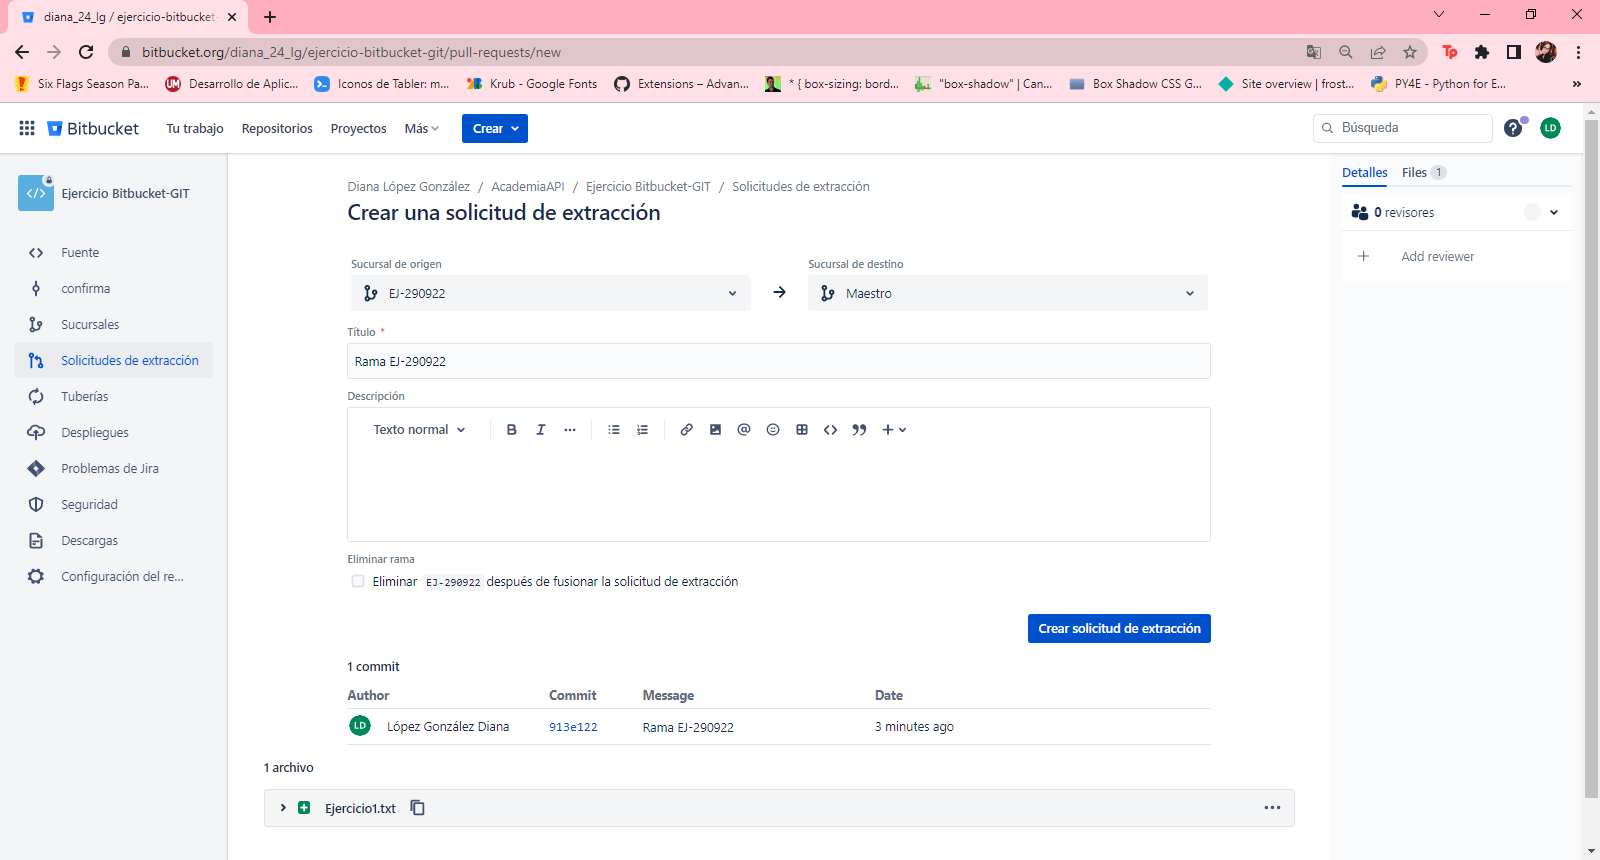 diana_24_lg / ejercicio-bitbucket-
bitbucket.org/diana_24_lg/ejercicio-bitbucket-git/pull-requests/new
Tp
Six Flags Season Pa...
UM
Desarrollo de Aplic...
Iconos de Tabler: m...
Krub - Google Fonts
Extensions – Advan...
* { box-sizing: bord...
"box-shadow" | Can...
Box Shadow CSS G...
Site overview | frost...
PY4E - Python for E...
»
Bitbucket
Tu trabajo
Repositorios
Proyectos
Más
Crear
Búsqueda
LD
Ejercicio Bitbucket-GIT
Fuente
confirma
Sucursales
Solicitudes de extracción
Tuberías
Despliegues
Problemas de Jira
Seguridad
Descargas
Configuración del re...
Diana López González / AcademiaAPI / Ejercicio Bitbucket-GIT / Solicitudes de extracción
Crear una solicitud de extracción
Sucursal de origen
EJ-290922
Sucursal de destino
Maestro
Título *
Rama EJ-290922
Descripción
Texto normal
B
I
Eliminar rama
Eliminar EJ-290922 después de fusionar la solicitud de extracción
Crear solicitud de extracción
1 commit
Author Commit Message Date
LD López González Diana 913e122 Rama EJ-290922 3 minutes ago
1 archivo
Ejercicio1.txt
Detalles
Files 1
0 revisores
Add reviewer